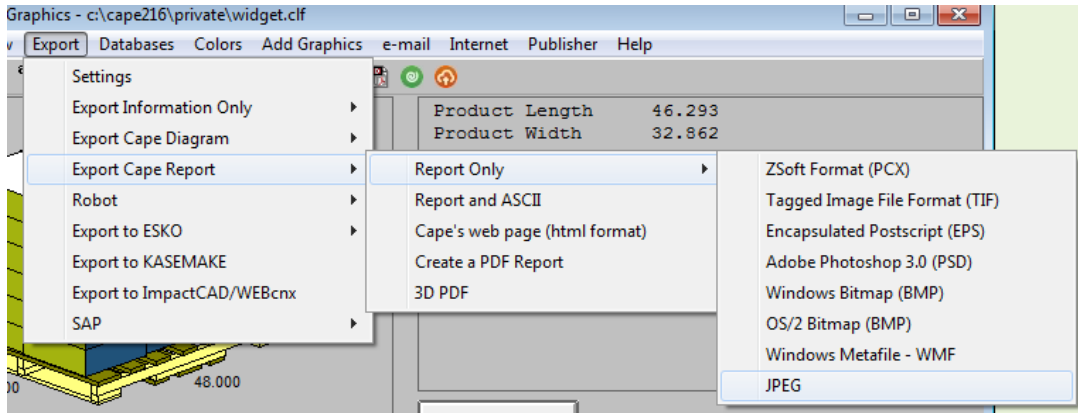 Graphics - c:\cape216\private\widget.clf
Export Databases Colors Add Graphics e-mail Internet Publisher Help
Settings
Export Information Only
Product Length 46.293
Product Width 32.862
Export Cape Diagram
Export Cape Report
Report Only
ZSoft Format (PCX)
Robot
Report and ASCII
Tagged Image File Format (TIF)
Export to ESKO
Cape's web page (html format)
Encapsulated Postscript (EPS)
Export to KASEMAKE
Create a PDF Report
Adobe Photoshop 3.0 (PSD)
Export to ImpactCAD/WEBcnx
3D PDF
Windows Bitmap (BMP)
SAP
OS/2 Bitmap (BMP)
Windows Metafile - WMF
JPEG
48.000